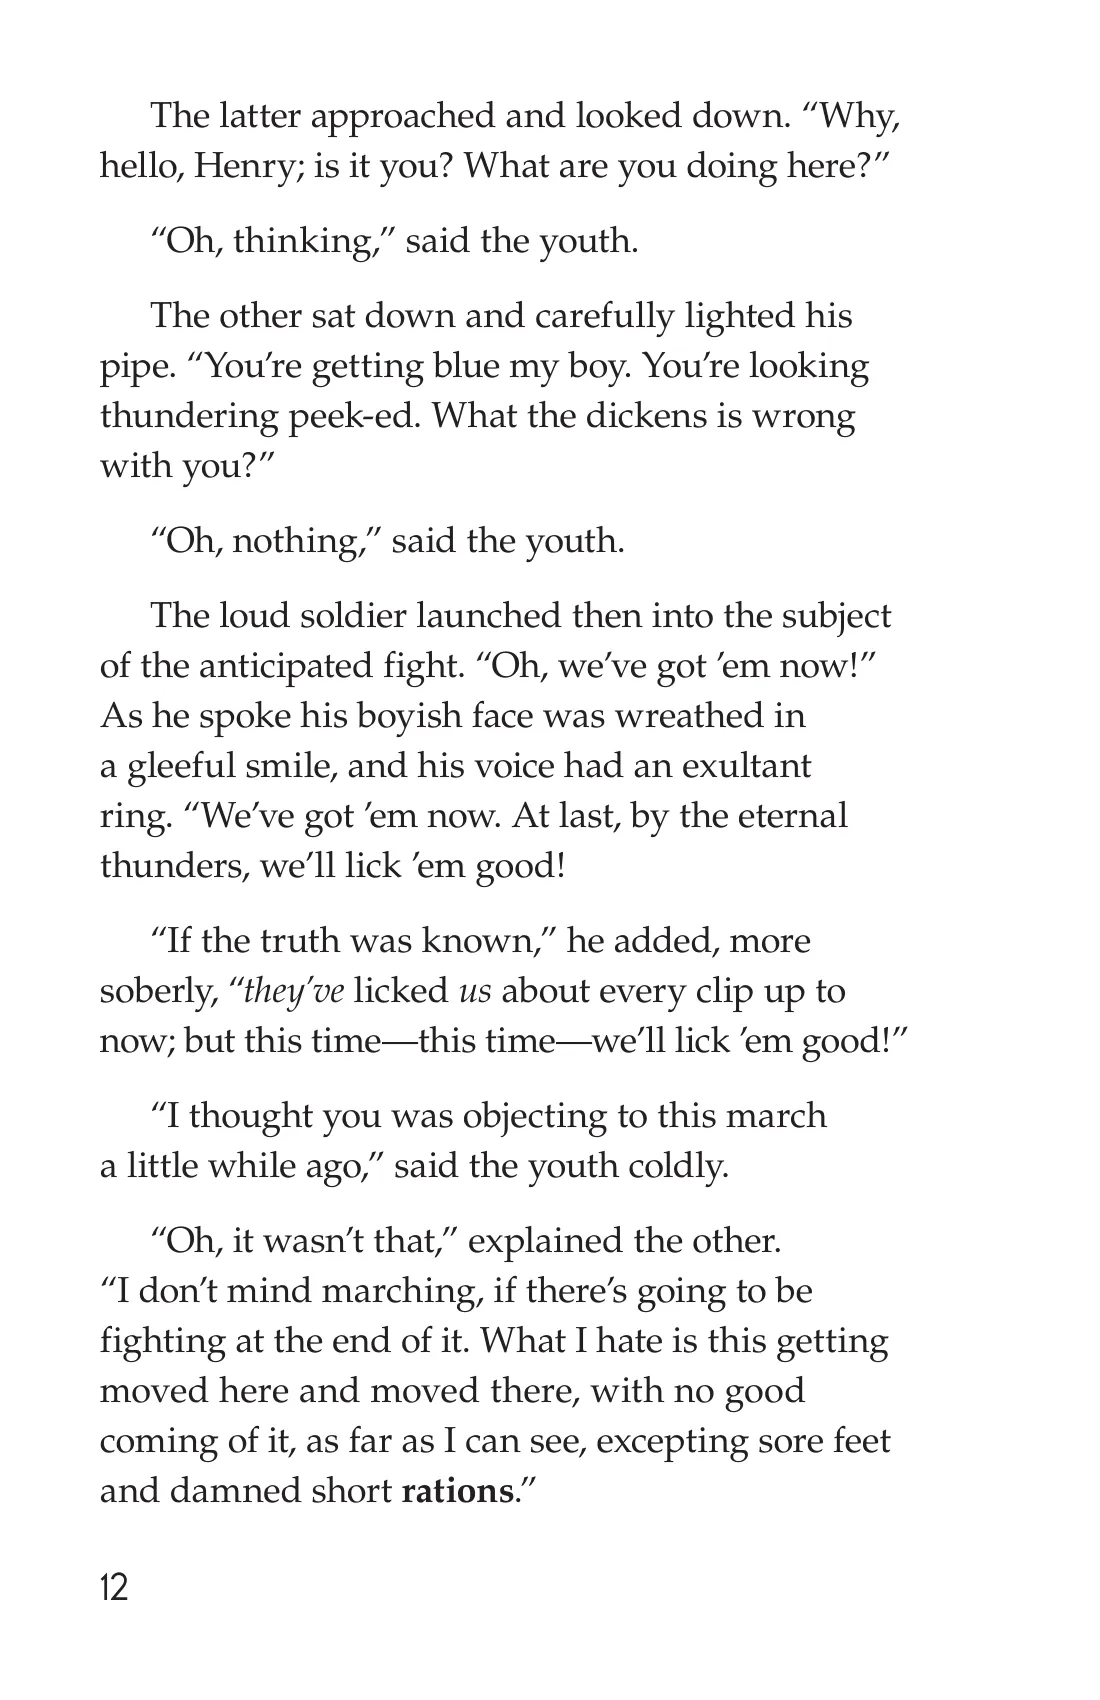 The latter approached and looked down. “Why,
hello, Henry; is it you? What are you doing here?”
“Oh, thinking,” said the youth.
The other sat down and carefully lighted his
pipe. “You’re getting blue my boy. You’re looking
thundering peek-ed. What the dickens is wrong
with you?”
“Oh, nothing,” said the youth.
The loud soldier launched then into the subject
of the anticipated fight. “Oh, we’ve got ’em now!”
As he spoke his boyish face was wreathed in
a gleeful smile, and his voice had an exultant
ring. “We’ve got ’em now. At last, by the eternal
thunders, we’ll lick ’em good!
“If the truth was known,” he added, more
soberly, “they’ve licked us about every clip up to
now; but this time—this time—we’ll lick ’em good!”
“I thought you was objecting to this march
a little while ago,” said the youth coldly.
“Oh, it wasn’t that,” explained the other.
“I don’t mind marching, if there’s going to be
fighting at the end of it. What I hate is this getting
moved here and moved there, with no good
coming of it, as far as I can see, excepting sore feet
and damned short rations.”
12